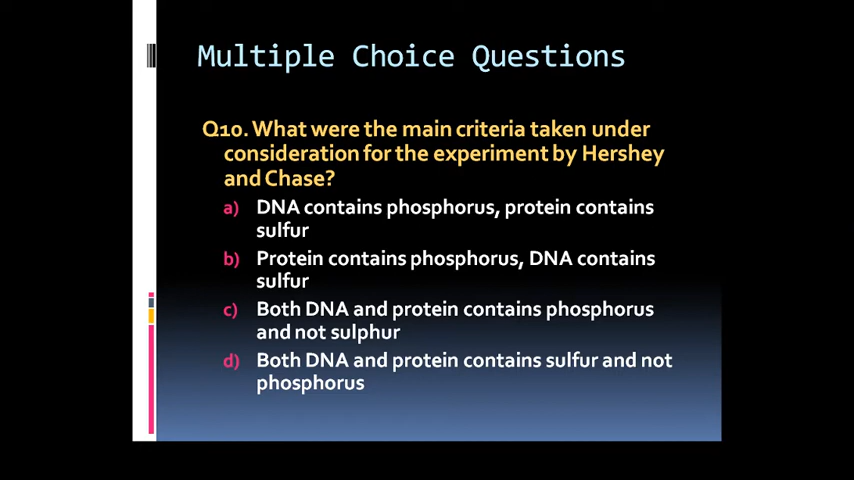 Multiple Choice Questions
Q10. What were the main criteria taken under
consideration for the experiment by Hershey
and Chase?
a) DNA contains phosphorus, protein contains
sulfur
b) Protein contains phosphorus, DNA contains
sulfur
c) Both DNA and protein contains phosphorus
and not sulphur
d) Both DNA and protein contains sulfur and not
phosphorus